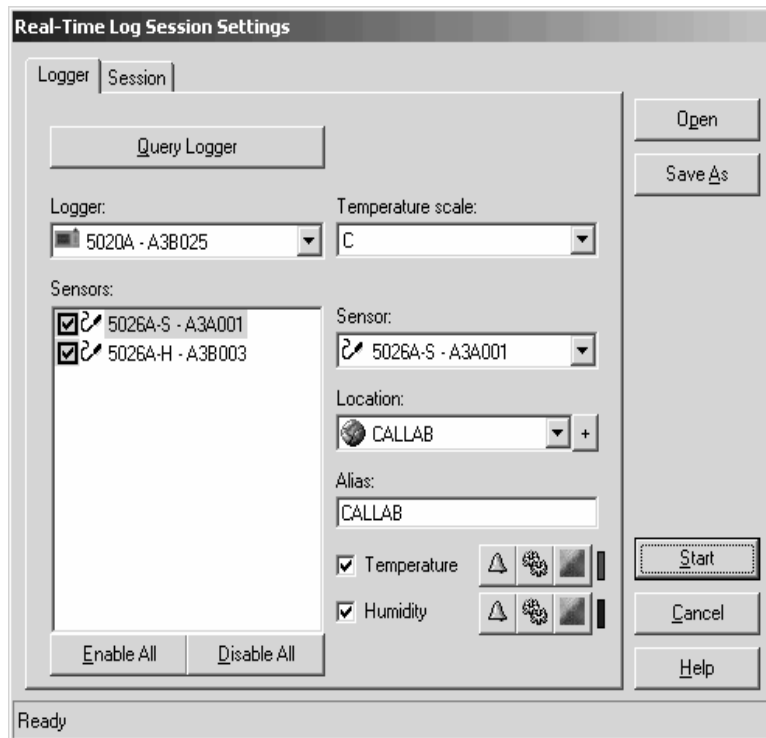 Real-Time Log Session Settings
Logger Session
Query Logger
Open
Save As
Logger:
5020A - A3B025
Temperature scale:
C
Sensors:
5026A-S - A3A001
5026A-H - A3B003
Sensor:
5026A-S - A3A001
Location:
CALLAB +
Alias:
CALLAB
Temperature
Humidity
Enable All Disable All
Start
Cancel
Help
Ready